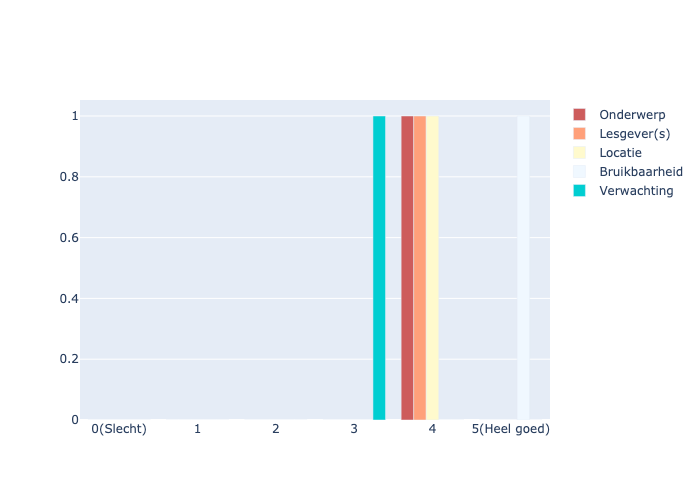 1
0.8
0.6
0.4
0.2
0
0(Slecht) 1 2 3 4 5(Heel goed)
Onderwerp
Lesgever(s)
Locatie
Bruikbaarheid
Verwachting